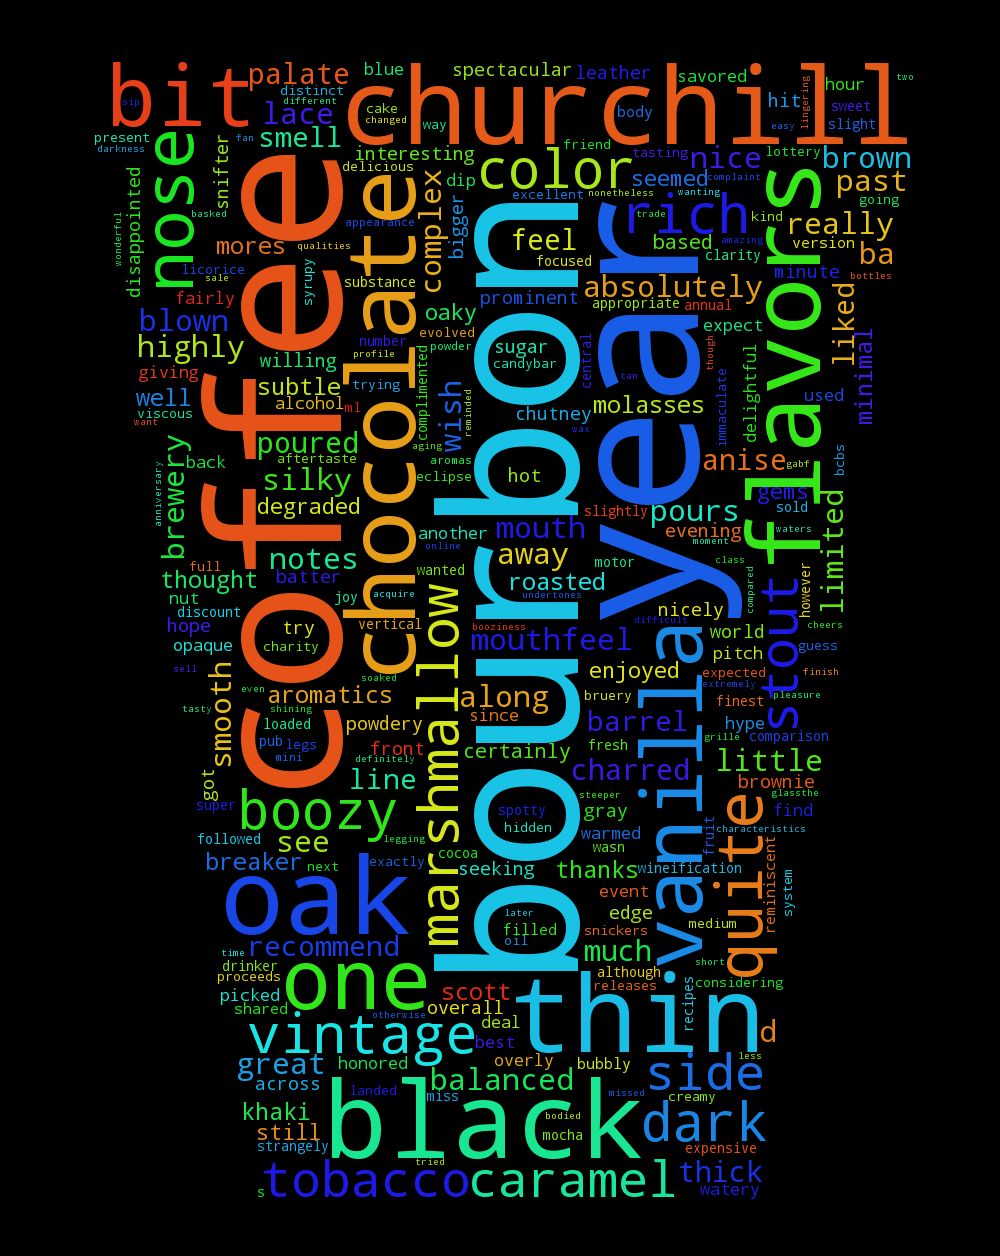 bit
palate
blue
churchill
spectacular
leather
savored
hour
two
sip
distinct
different
lace
cake
changed
way
body
hit
sweet
lingering
easy
slight
present
darkness
nose
snifter
fan
smell
interesting
delicious
friend
color
tasting
nice
complaint
lottery
brown
disappointed
wonderful
basked
coffee
chocolate
complex
dip
bigger
excellent
nonetheless
seemed
wanting
past
going
mores
appearance
qualities
feel
focused
rich
trade
based
amazing
kind
really
version
clarity
ba
licorice
sale
syrupy
substance
prominent
absolutely
minute
bottles
fairly
blown
oaky
appropriate
annual
expect
liked
minimal
flavors
highly
number
profile
evolved
powder
sugar
candybar
central
though
delightful
giving
willing
subtle
trying
complimented
reminded
wish
bourbon
year
tan
immaculate
used
well
viscous
want
alcohol
ml
chutney
molasses
wax
poured
aftertaste
aging
aromas
eclipse
hot
anise
gabf
bcbs
brewery
back
anniversary
silky
degraded
slightly
pours
gems
sold
limited
another
online
mouth
evening
waters
moment
notes
away
motor
class
compared
however
full
thought
batter
wanted
roasted
undertones
nut
discount
joy
acquire
marshmallow
nicely
stout
cheers
hope
try
charity
vertical
booziness
difficult
world
guess
opaque
mouthfeel
pitch
sell
soaked
enjoyed
vanilla
expected
extremely
finish
smooth
even
aromatics
along
bruery
finest
pleasure
tasty
shining
loaded
powdery
since
barrel
grille
hype
comparison
pub
legs
mini
front
definitely
certainly
fresh
little
got
line
charred
brownie
glassthe
super
boozy
steeper
spotty
hidden
gray
quite
find
followed
see
legging
warmed
characteristics
breaker
next
exactly
cocoa
seeking
wasn
thanks
wineification
fruit
reminiscent
system
oak
event
later
filled
oil
edge
snickers
medium
recommend
much
time
drinker
proceeds
one
although
short
considering
picked
shared
scott
releases
recipes
overall
thin
d
otherwise
deal
vintage
best
great
honored
overly
bubbly
less
across
balanced
side
landed
miss
missed
creamy
khaki
black
bodied
still
strangely
mocha
dark
expensive
tried
s
tobacco
caramel
thick
watery